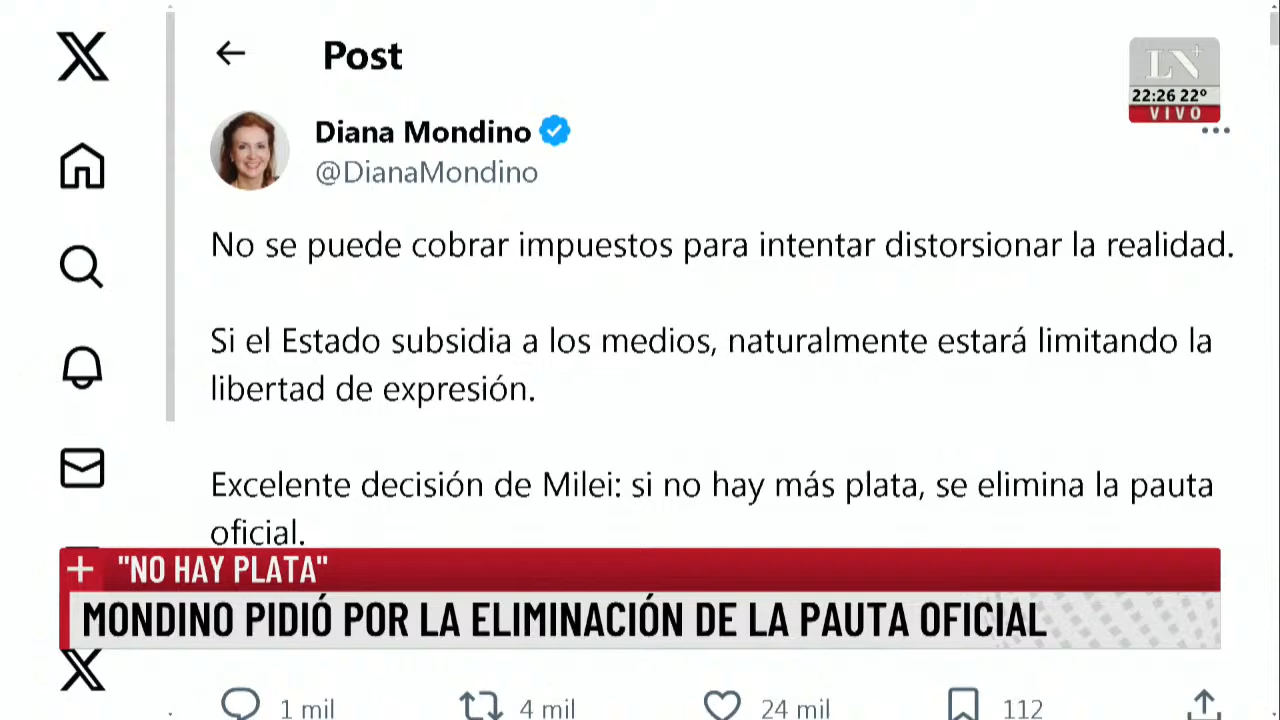 Post
LN+
22:26 22°
VIVO
Diana Mondino
@DianaMondino
No se puede cobrar impuestos para intentar distorsionar la realidad.
Si el Estado subsidia a los medios, naturalmente estará limitando la
libertad de expresión.
Excelente decisión de Milei: si no hay más plata, se elimina la pauta
oficial.
+ "NO HAY PLATA"
MONDINO PIDIÓ POR LA ELIMINACIÓN DE LA PAUTA OFICIAL
1 mil 4 mil 24 mil 112